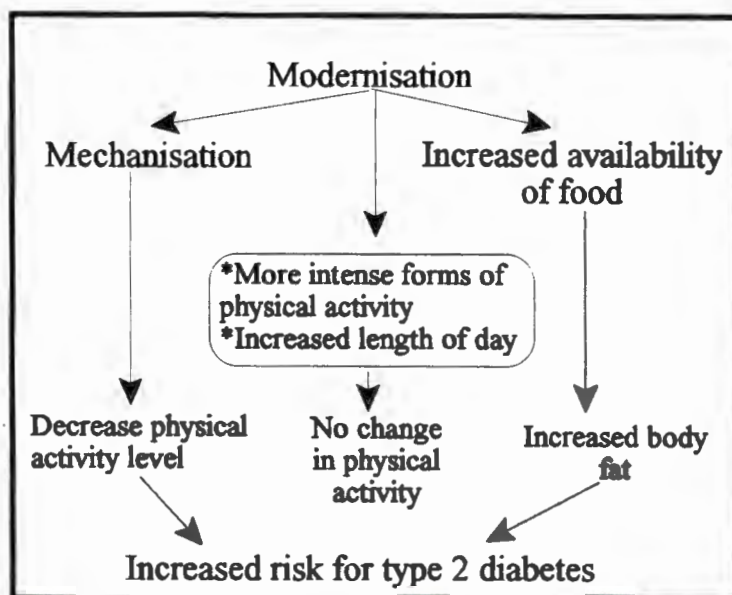 Modernisation
Mechanisation
Increased availability
of food
*More intense forms of
physical activity
*Increased length of day
Decrease physical
activity level
No change
in physical
activity
Increased body
fat
Increased risk for type 2 diabetes